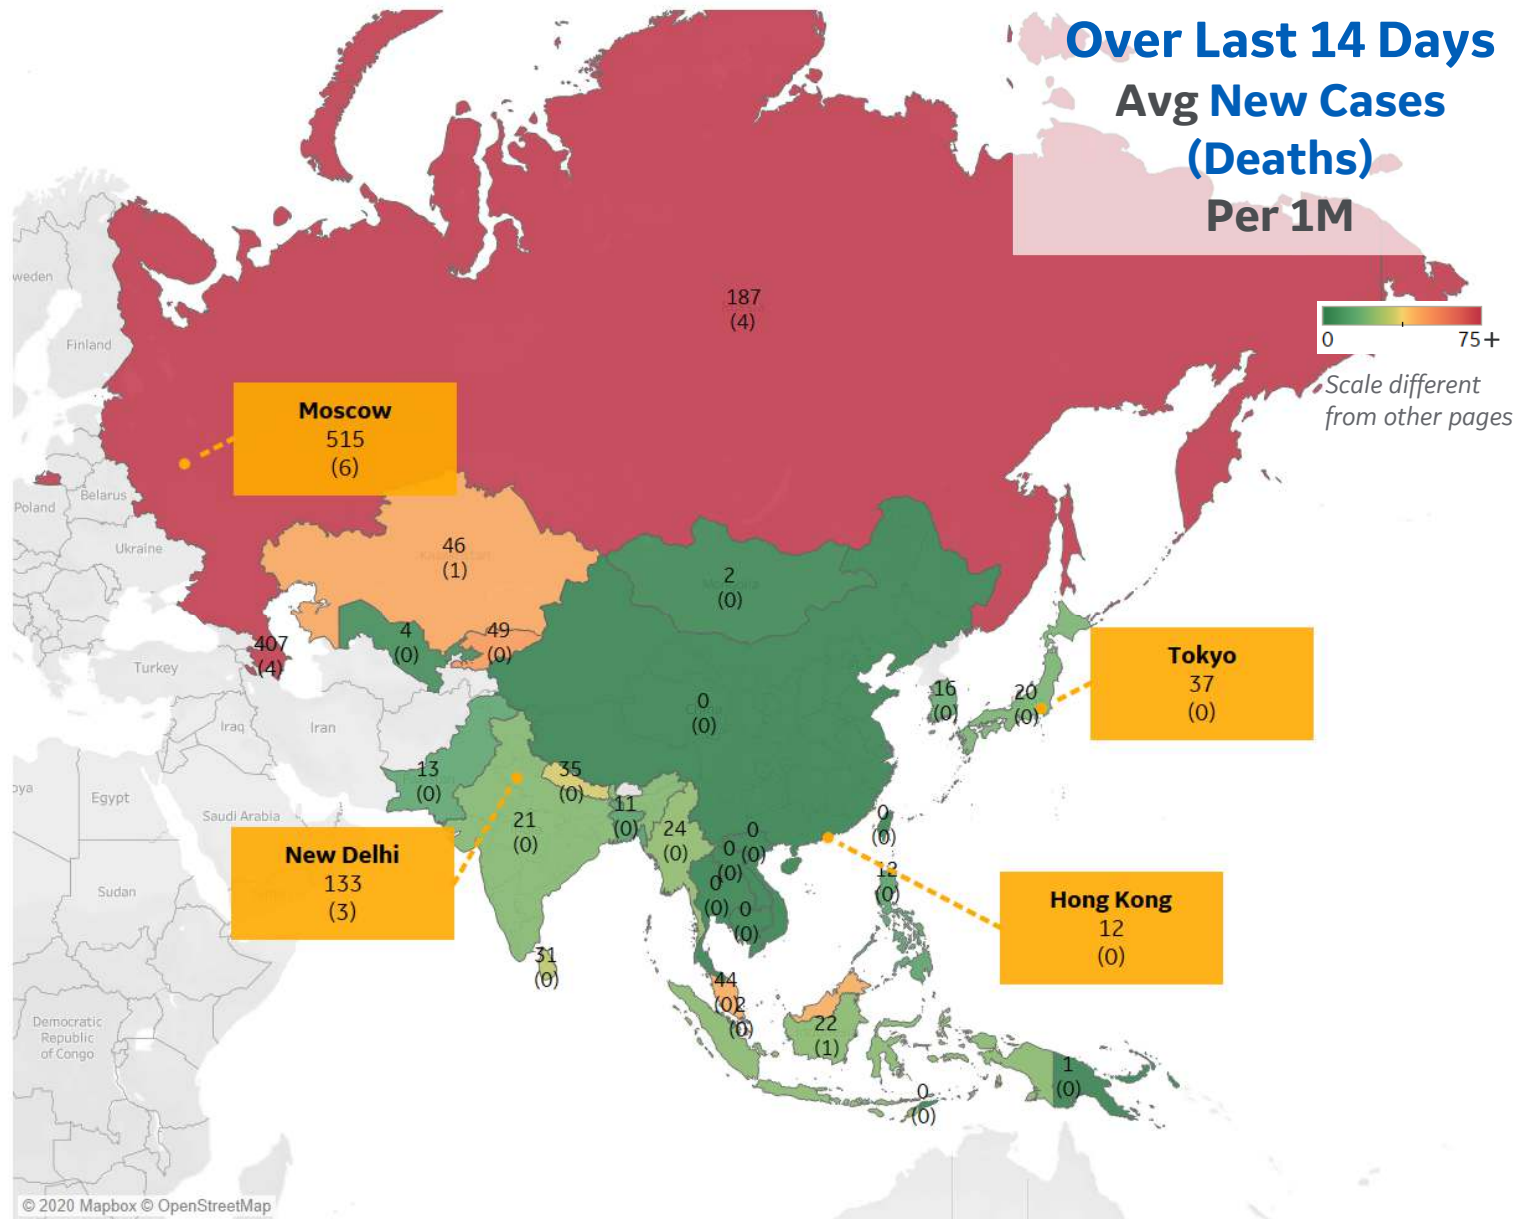 Over Last 14 Days
Avg New Cases
(Deaths)
Per 1M
0
75+
Scale different
from other pages
187
(4)
weden
Finland
Moscow
515
(6)
Poland
Belarus
Ukraine
46
(1)
2
(0)
4
(0)
49
(0)
407
(4)
Turkey
Iraq
Iran
0
(0)
16
(0)
20
(0)
Tokyo
37
(0)
13
(0)
35
(0)
11
(0)
21
(0)
24
(0)
oya
Egypt
Saudi Arabia
New Delhi
133
(3)
0
(0)
0
(0)
0
(0)
0
(0)
0
(0)
12
(0)
Hong Kong
12
(0)
Sudan
31
(0)
44
(0)
2
(0)
22
(1)
1
(0)
0
(0)
Democratic
Republic
of Congo
© 2020 Mapbox © OpenStreetMap